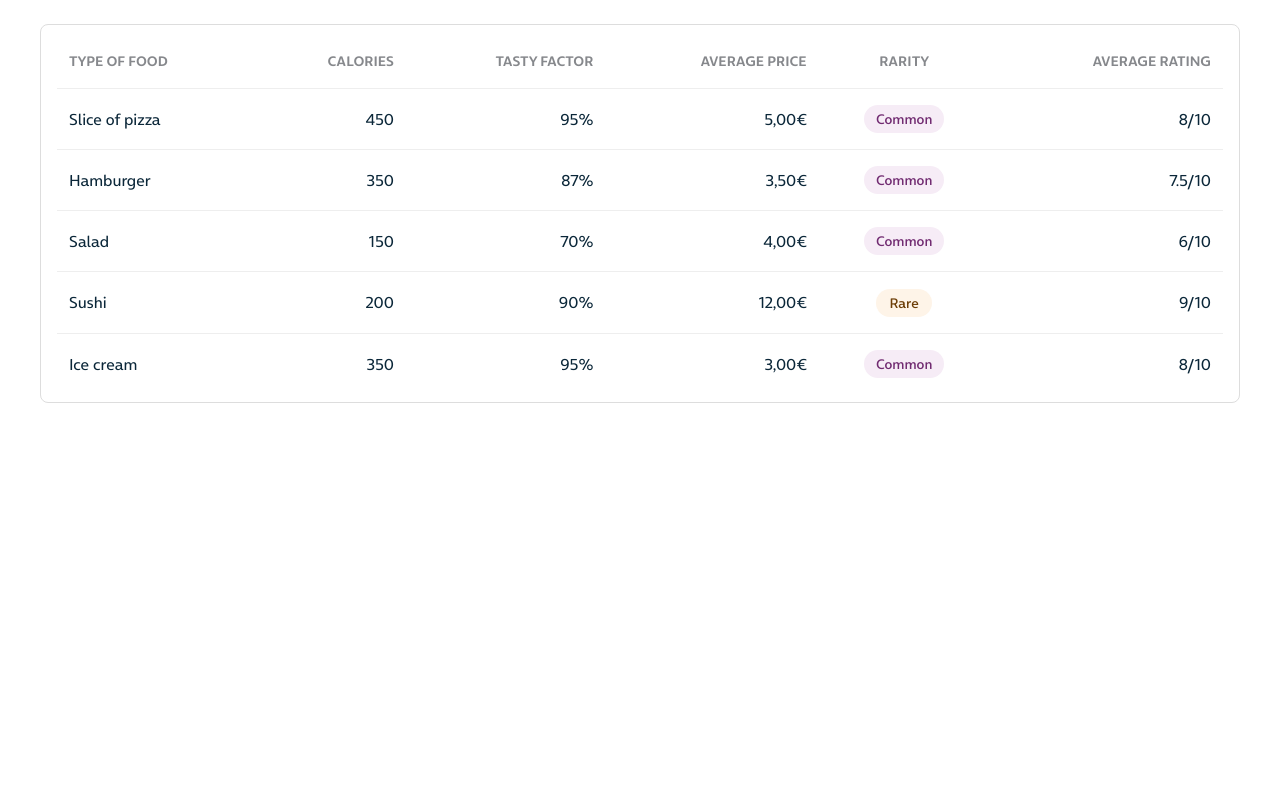 TYPE OF FOOD CALORIES TASTY FACTOR AVERAGE PRICE RARITY AVERAGE RATING
Slice of pizza 450 95% 5,00€ Common 8/10
Hamburger 350 87% 3,50€ Common 7.5/10
Salad 150 70% 4,00€ Common 6/10
Sushi 200 90% 12,00€ Rare 9/10
Ice cream 350 95% 3,00€ Common 8/10